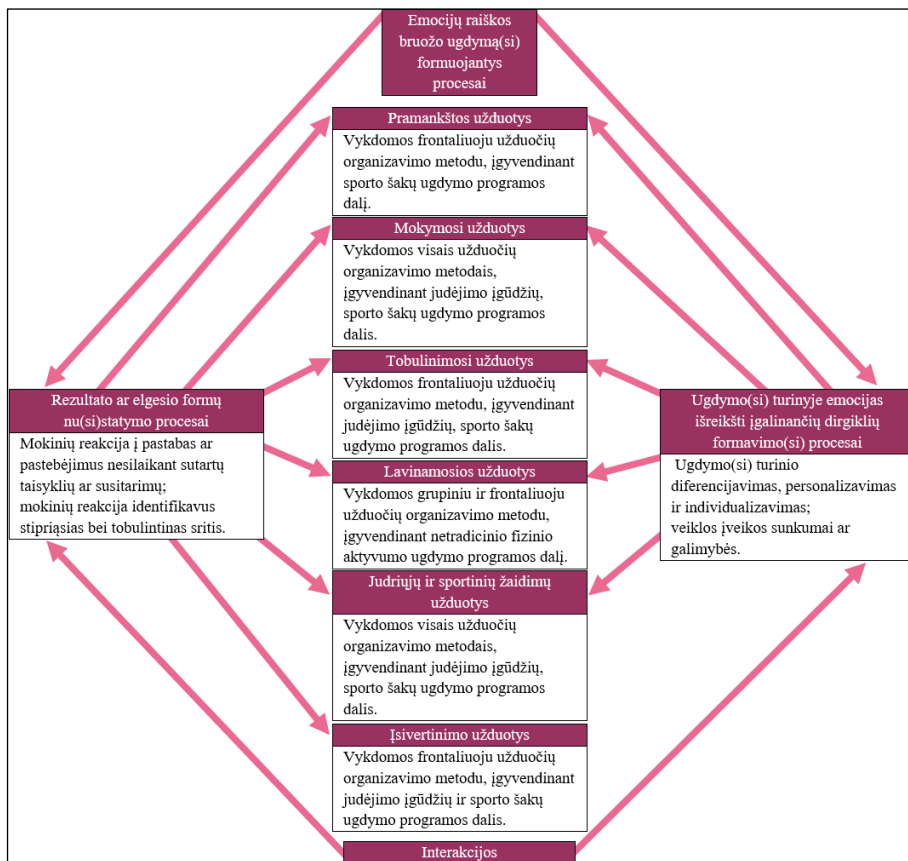 Emocijų raiškos
bruožo ugdymą(si)
formuojantys
procesai
Pramankštos užduotys
Vykdomos frontaliuoju užduočių
organizavimo metodu, įgyvendinant
sporto šakų ugdymo programos
dalį.
Mokymosi užduotys
Vykdomos visais užduočių
organizavimo metodais,
įgyvendinant judėjimo įgūdžių,
sporto šakų ugdymo programos
dalis.
Tobulinimosi užduotys
Vykdomos frontaliuoju užduočių
organizavimo metodu, įgyvendinant
judėjimo įgūdžių, sporto šakų
ugdymo programos dalis.
Rezultato ar elgesio formų
nu(si)statymo procesai
Mokinių reakcija į pastabas ar
pastebėjimus nesilaikant sutartų
taisyklių ar susitarimų;
mokinių reakcija identifikavus
stipriąsias bei tobulintinas sritis.
Ugdymo(si) turinyje emocijas
išreikšti įgalinančių dirgiklių
formavimo(si) procesai
Ugdymo(si) turinio
diferencijavimas, personalizavimas
ir individualizavimas;
veiklos įveikos sunkumai ar
galimybės.
Lavinamosios užduotys
Vykdomos grupiniu ir frontaliuoju
užduočių organizavimo metodu,
įgyvendinant netradicinio fizinio
aktyvumo ugdymo programos dalį.
Judriųjų ir sportinių žaidimų
užduotys
Vykdomos visais užduočių
organizavimo metodais,
įgyvendinant judėjimo įgūdžių,
sporto šakų ugdymo programos
dalis.
Įsivertinimo užduotys
Vykdomos frontaliuoju užduočių
organizavimo metodu, įgyvendinant
judėjimo įgūdžių ir sporto šakų
ugdymo programos dalis.
Interakcijos